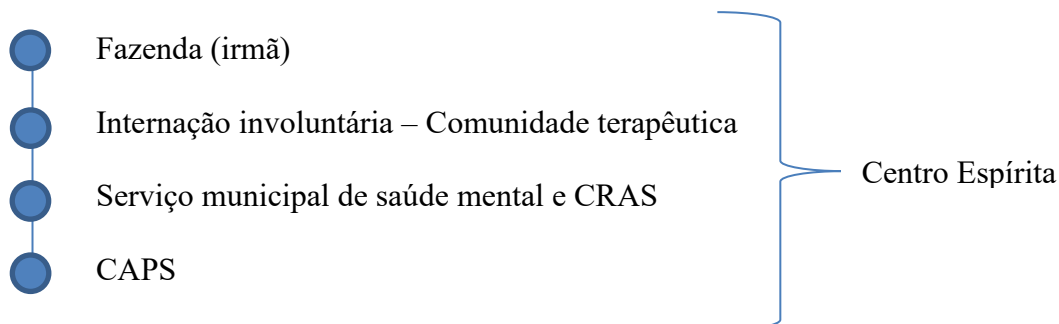 Fazenda (irmã)
Internação involuntária – Comunidade terapêutica
Serviço municipal de saúde mental e CRAS
CAPS
Centro Espírita